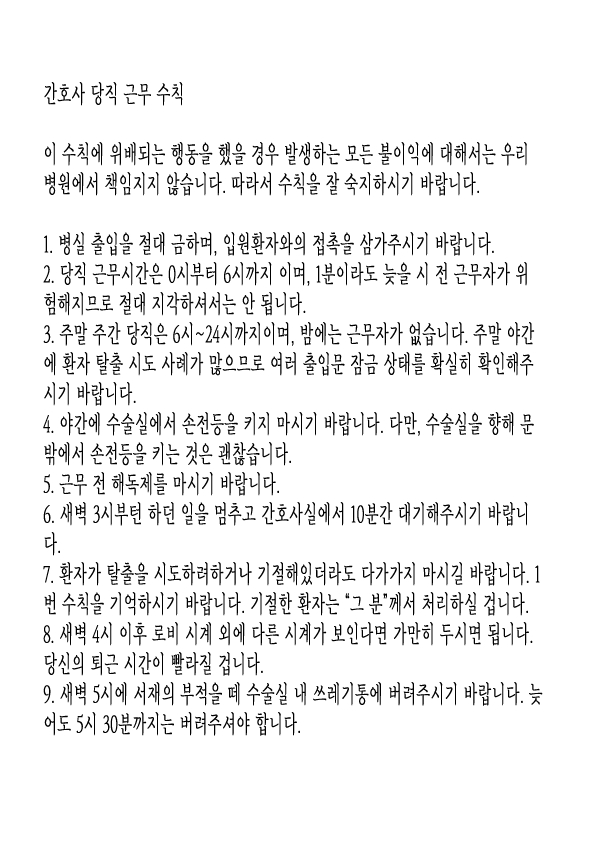 간호사 당직 근무 수칙
이 수칙에 위배되는 행동을 했을 경우 발생하는 모든 불이익에 대해서는 우리
병원에서 책임지지 않습니다. 따라서 수칙을 잘 숙지하시기 바랍니다.
1. 병실 출입을 절대 금하며, 입원환자와의 접촉을 삼가주시기 바랍니다.
2. 당직 근무시간은 0시부터 6시까지 이며, 1분이라도 늦을 시 전 근무자가 위
험해지므로 절대 지각하셔서는 안 됩니다.
3. 주말 주간 당직은 6시~24시까지이며, 밤에는 근무자가 없습니다. 주말 야간
에 환자 탈출 시도 사례가 많으므로 여러 출입문 잠금 상태를 확실히 확인해주
시기 바랍니다.
4. 야간에 수술실에서 손전등을 키지 마시기 바랍니다. 다만, 수술실을 향해 문
밖에서 손전등을 키는 것은 괜찮습니다.
5. 근무 전 해독제를 마시기 바랍니다.
6. 새벽 3시부턴 하던 일을 멈추고 간호사실에서 10분간 대기해주시기 바랍니
다.
7. 환자가 탈출을 시도하려하거나 기절해있더라도 다가가지 마시길 바랍니다. 1
번 수칙을 기억하시기 바랍니다. 기절한 환자는 “그 분”께서 처리하실 겁니다.
8. 새벽 4시 이후 로비 시계 외에 다른 시계가 보인다면 가만히 두시면 됩니다.
당신의 퇴근 시간이 빨라질 겁니다.
9. 새벽 5시에 서재의 부적을 떼 수술실 내 쓰레기통에 버려주시기 바랍니다. 늦
어도 5시 30분까지는 버려주셔야 합니다.